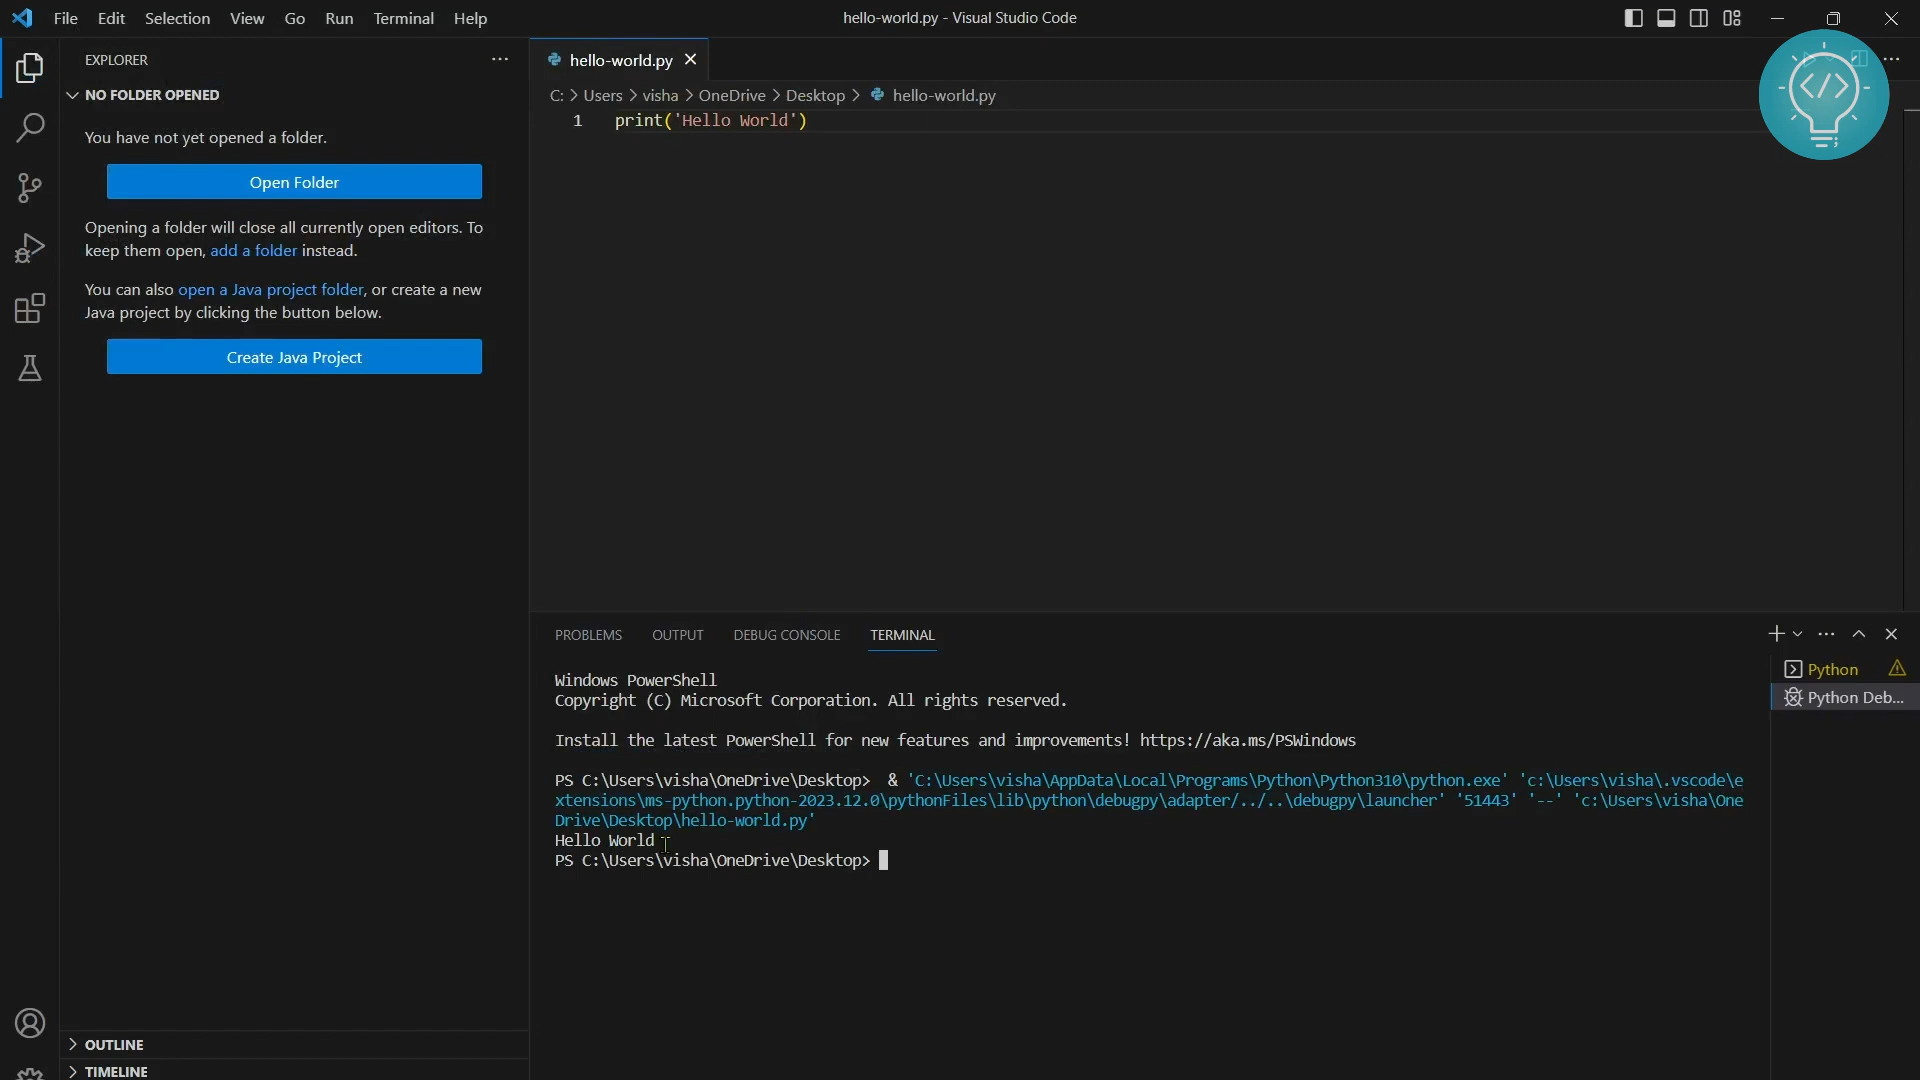 File Edit Selection View Go Run Terminal Help
hello-world.py - Visual Studio Code
EXPLORER
NO FOLDER OPENED
You have not yet opened a folder.
Open Folder
Opening a folder will close all currently open editors. To
keep them open, add a folder instead.
You can also open a Java project folder, or create a new
Java project by clicking the button below.
Create Java Project
OUTLINE
TIMELINE
hello-world.py
C: > Users > visha > OneDrive > Desktop > hello-world.py
1 print('Hello World')
</>
PROBLEMS OUTPUT DEBUG CONSOLE TERMINAL
Windows PowerShell
Copyright (C) Microsoft Corporation. All rights reserved.
Install the latest PowerShell for new features and improvements! https://aka.ms/PSWindows
PS C:\Users\visha\OneDrive\Desktop>  & 'C:\Users\visha\AppData\Local\Programs\Python\Python310\python.exe' 'c:\Users\visha\.vscode\e
xtensions\ms-python.python-2023.12.0\pythonFiles\lib\python\debugpy\adapter/../..\debugpy\launcher' '51443' '--' 'c:\Users\visha\One
Drive\Desktop\hello-world.py'
Hello World
PS C:\Users\visha\OneDrive\Desktop>
Python
Python Deb...